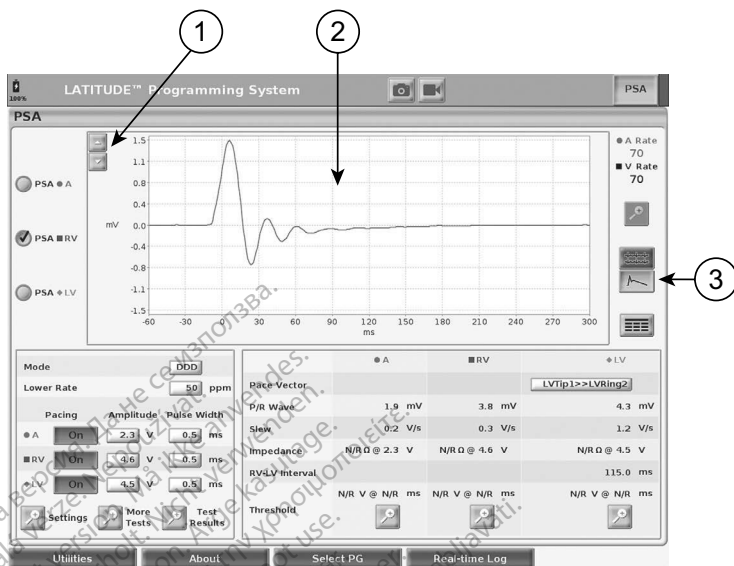 1 2
100% LATITUDE™ Programming System PSA
PSA
1.5
1.1
0.8
0.4
0.0
-0.4
-0.8
-1.1
-1.5
mV
-60 -30 0 30 60 90 120 150 180 210 240 270 300
ms
PSA A
PSA RV
PSA LV
A Rate
70
V Rate
70
3
Mode DDD
Lower Rate 50 ppm
Pacing Amplitude Pulse Width
A On 2.3 V 0.5 ms
RV On 4.6 V 0.5 ms
LV On 4.5 V 0.5 ms
Settings More Tests Test Results
A RV LV
Pace Vector LVTip1>>LVRing2
P/R Wave 1.9 mV 3.8 mV 4.3 mV
Slew 0.2 V/s 0.3 V/s 1.2 V/s
Impedance N/R Ω @ 2.3 V N/R Ω @ 4.6 V N/R Ω @ 4.5 V
RV-LV Interval 115.0 ms
N/R V @ N/R ms N/R V @ N/R ms N/R V @ N/R ms
Threshold
Utilities About Select PG Real-time Log